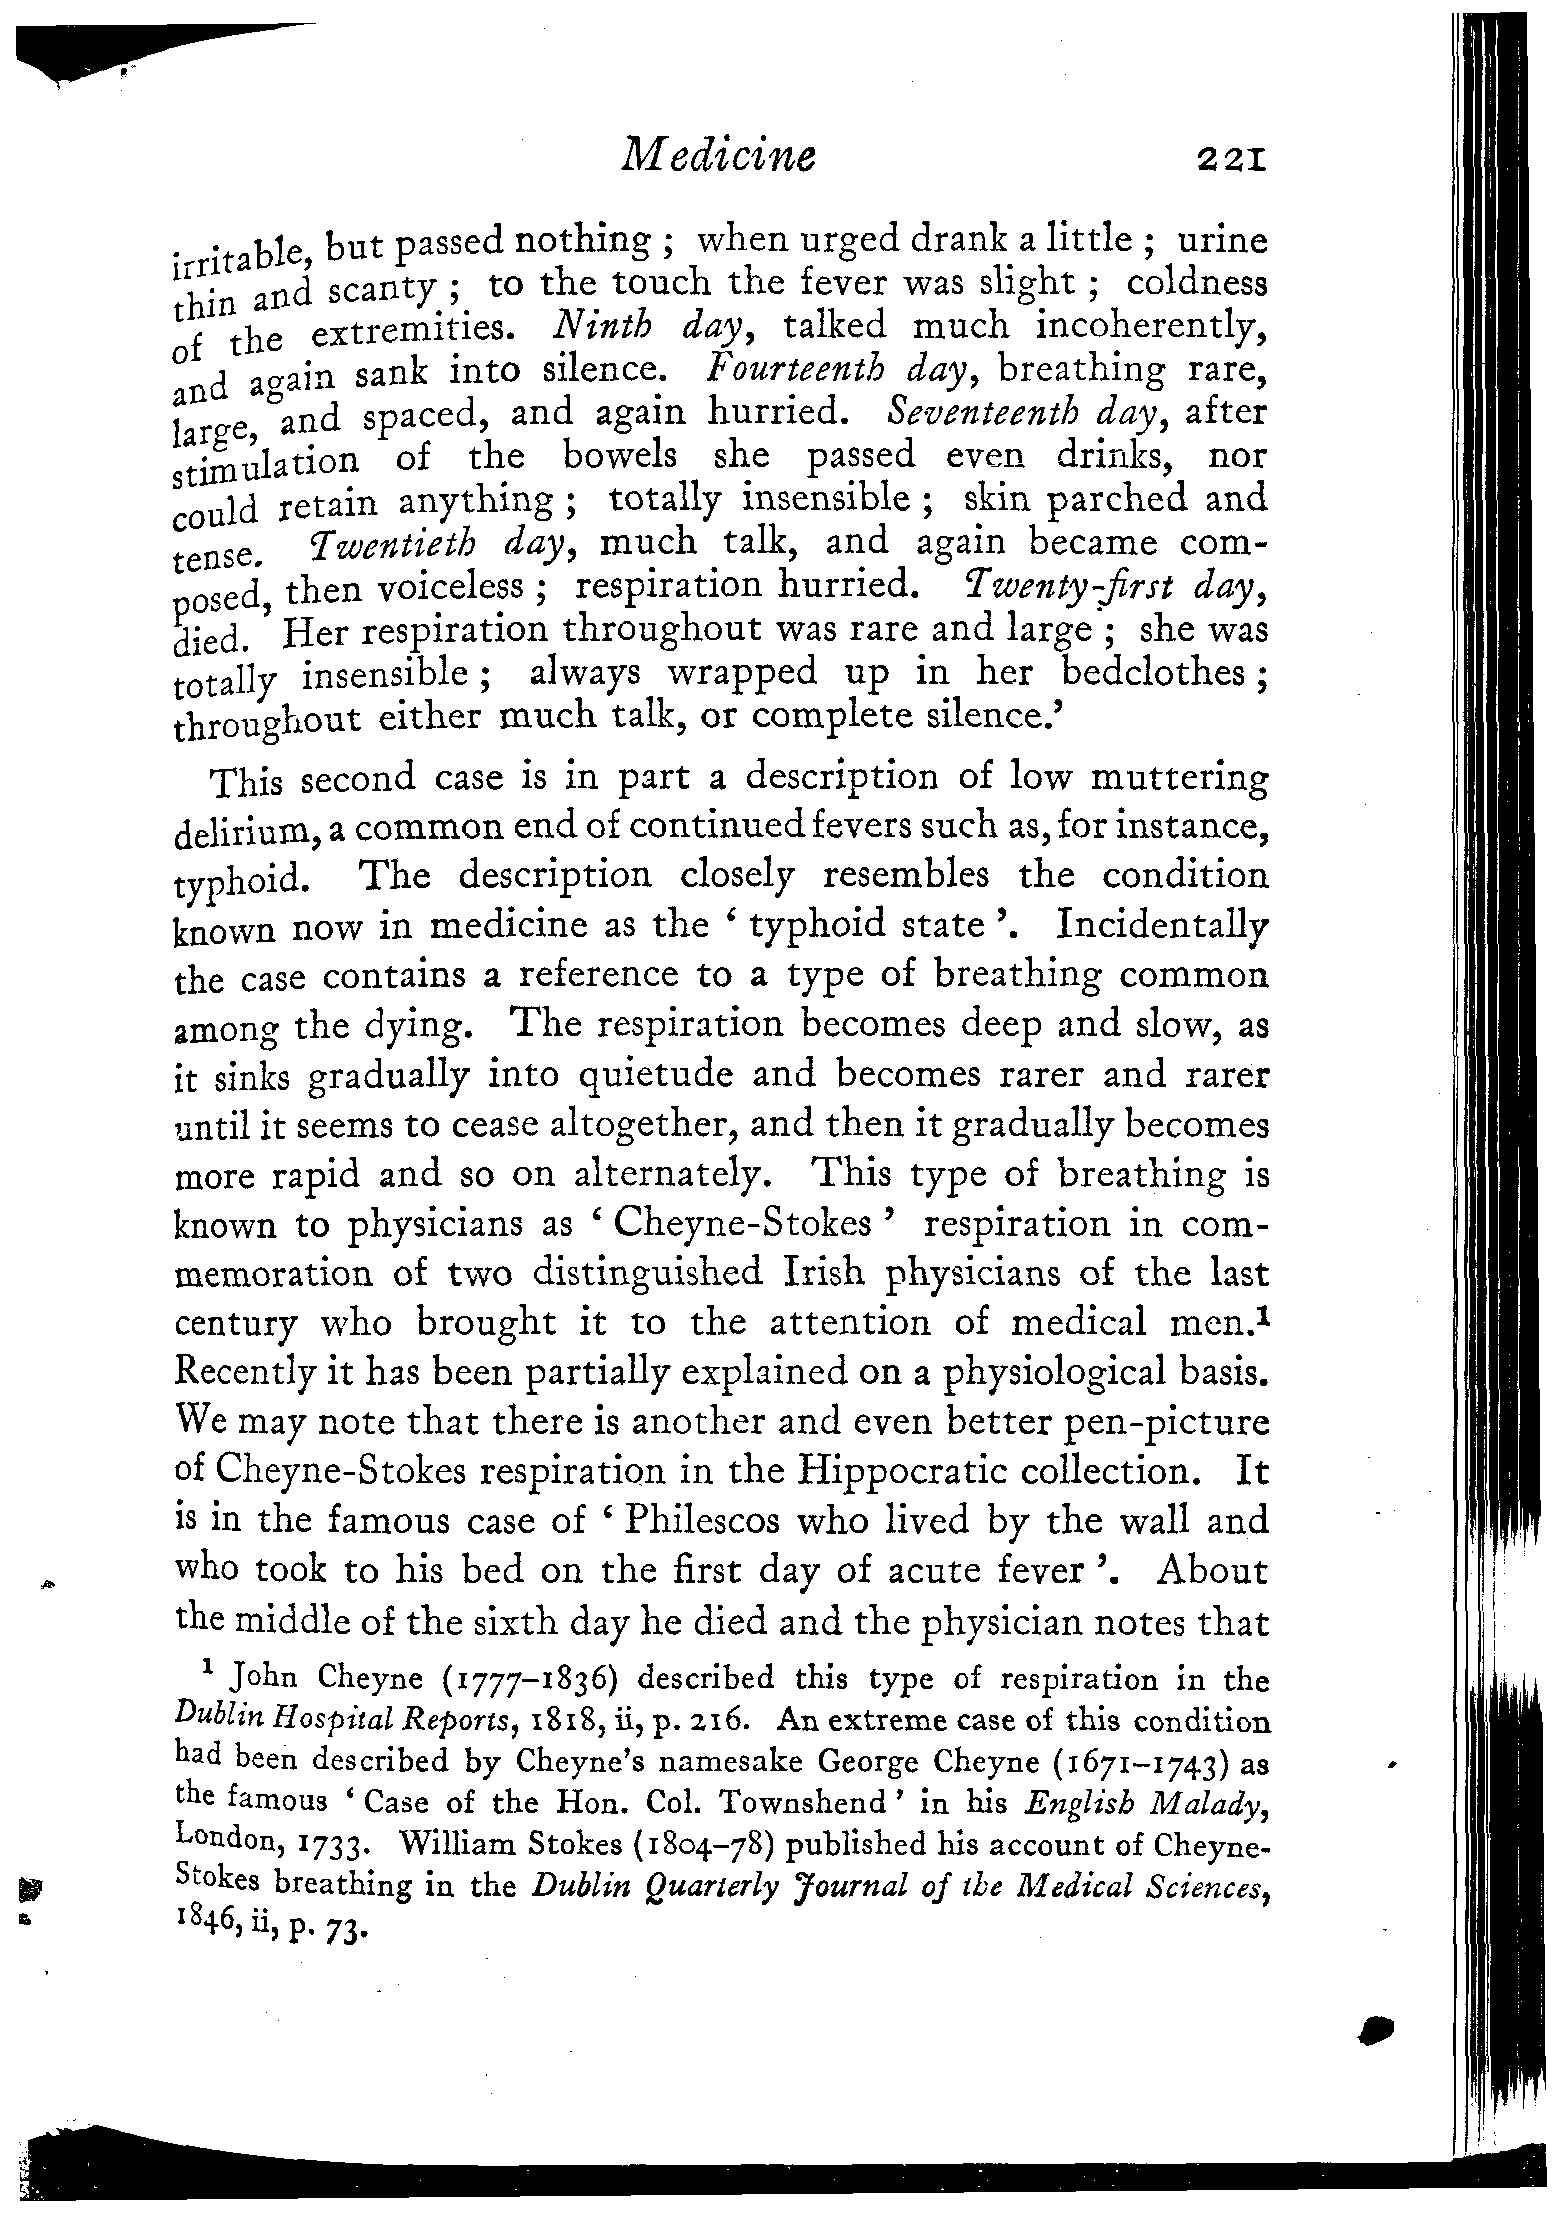 Medicine 221
irritable, but passed nothing ; when urged drank a little ; urine
thin and scanty ; to the touch the fever was slight ; coldness
of the extremities. Ninth day, talked much incoherently,
and again sank into silence. Fourteenth day, breathing rare,
large, and spaced, and again hurried. Seventeenth day, after
stimulation of the bowels she passed even drinks, nor
could retain anything ; totally insensible ; skin parched and
tense. Twentieth day, much talk, and again became com-
posed, then voiceless ; respiration hurried. Twenty-first day,
died. Her respiration throughout was rare and large ; she was
totally insensible ; always wrapped up in her bedclothes ;
throughout either much talk, or complete silence.’
This second case is in part a description of low muttering
delirium, a common end of continued fevers such as, for instance,
typhoid. The description closely resembles the condition
known now in medicine as the ‘ typhoid state ’. Incidentally
the case contains a reference to a type of breathing common
among the dying. The respiration becomes deep and slow, as
it sinks gradually into quietude and becomes rarer and rarer
until it seems to cease altogether, and then it gradually becomes
more rapid and so on alternately. This type of breathing is
known to physicians as ‘ Cheyne-Stokes ’ respiration in com-
memoration of two distinguished Irish physicians of the last
century who brought it to the attention of medical men.¹
Recently it has been partially explained on a physiological basis.
We may note that there is another and even better pen-picture
of Cheyne-Stokes respiration in the Hippocratic collection. It
is in the famous case of ‘ Philescos who lived by the wall and
who took to his bed on the first day of acute fever ’. About
the middle of the sixth day he died and the physician notes that
¹ John Cheyne (1777–1836) described this type of respiration in the
Dublin Hospital Reports, 1818, ii, p. 216. An extreme case of this condition
had been described by Cheyne’s namesake George Cheyne (1671–1743) as
the famous ‘ Case of the Hon. Col. Townshend ’ in his English Malady,
London, 1733. William Stokes (1804–78) published his account of Cheyne-
Stokes breathing in the Dublin Quarterly Journal of the Medical Sciences,
1846, ii, p. 73.